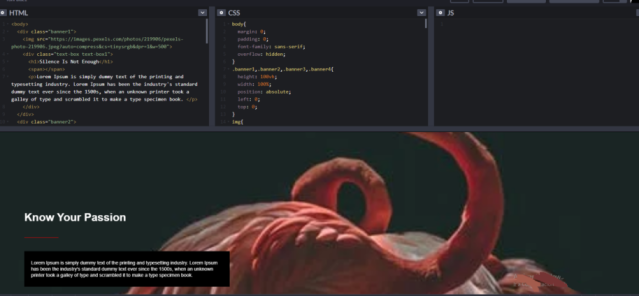 HTML
<body>
<div class="banner1">
<img src="https://images.pexels.com/photos/219906/pexels-
photo-219906.jpeg?auto=compress&cs=tinysrgb&dpr=1&w=500">
<div class="text-box text-box1">
<h1>Silence Is Not Enough</h1>
<span></span>
<p>Lorem Ipsum is simply dummy text of the printing and
typesetting industry. Lorem Ipsum has been the industry's standard
dummy text ever since the 1500s, when an unknown printer took a
galley of type and scrambled it to make a type specimen book. </p>
</div>
</div>
<div class="banner2">
CSS
body{
margin: 0;
padding: 0;
font-family: sans-serif;
overflow: hidden;
}
.banner1,.banner2,.banner3,.banner4{
height: 100vh;
width: 100%;
position: absolute;
left: 0;
top: 0;
}
img{
JS
Know Your Passion
Lorem Ipsum is simply dummy text of the printing and typesetting industry. Lorem Ipsum
has been the industry's standard dummy text ever since the 1500s, when an unknown
printer took a galley of type and scrambled it to make a type specimen book.